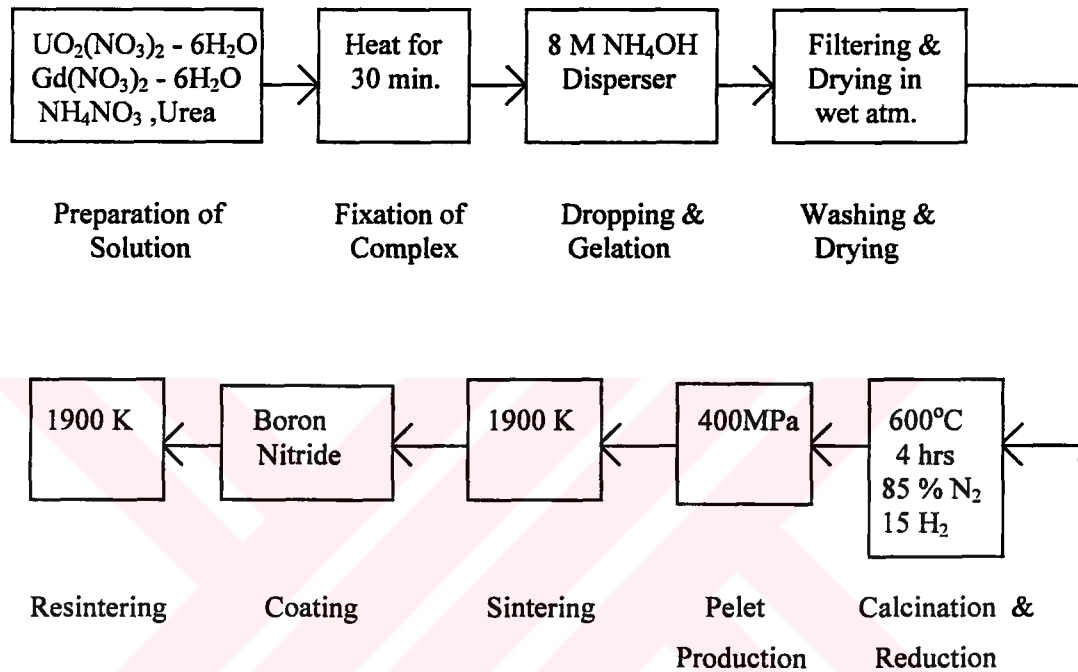 UO₂(NO₃)₂ - 6H₂O
Gd(NO₃)₂ - 6H₂O
NH₄NO₃ ,Urea
Preparation of
Solution
Heat for
30 min.
Fixation of
Complex
8 M NH₄OH
Disperser
Dropping &
Gelation
Filtering &
Drying in
wet atm.
Washing &
Drying
1900 K
Resintering
Boron
Nitride
Coating
1900 K
Sintering
400MPa
Pelet
Production
600°C
4 hrs
85 % N₂
15 H₂
Calcination &
Reduction